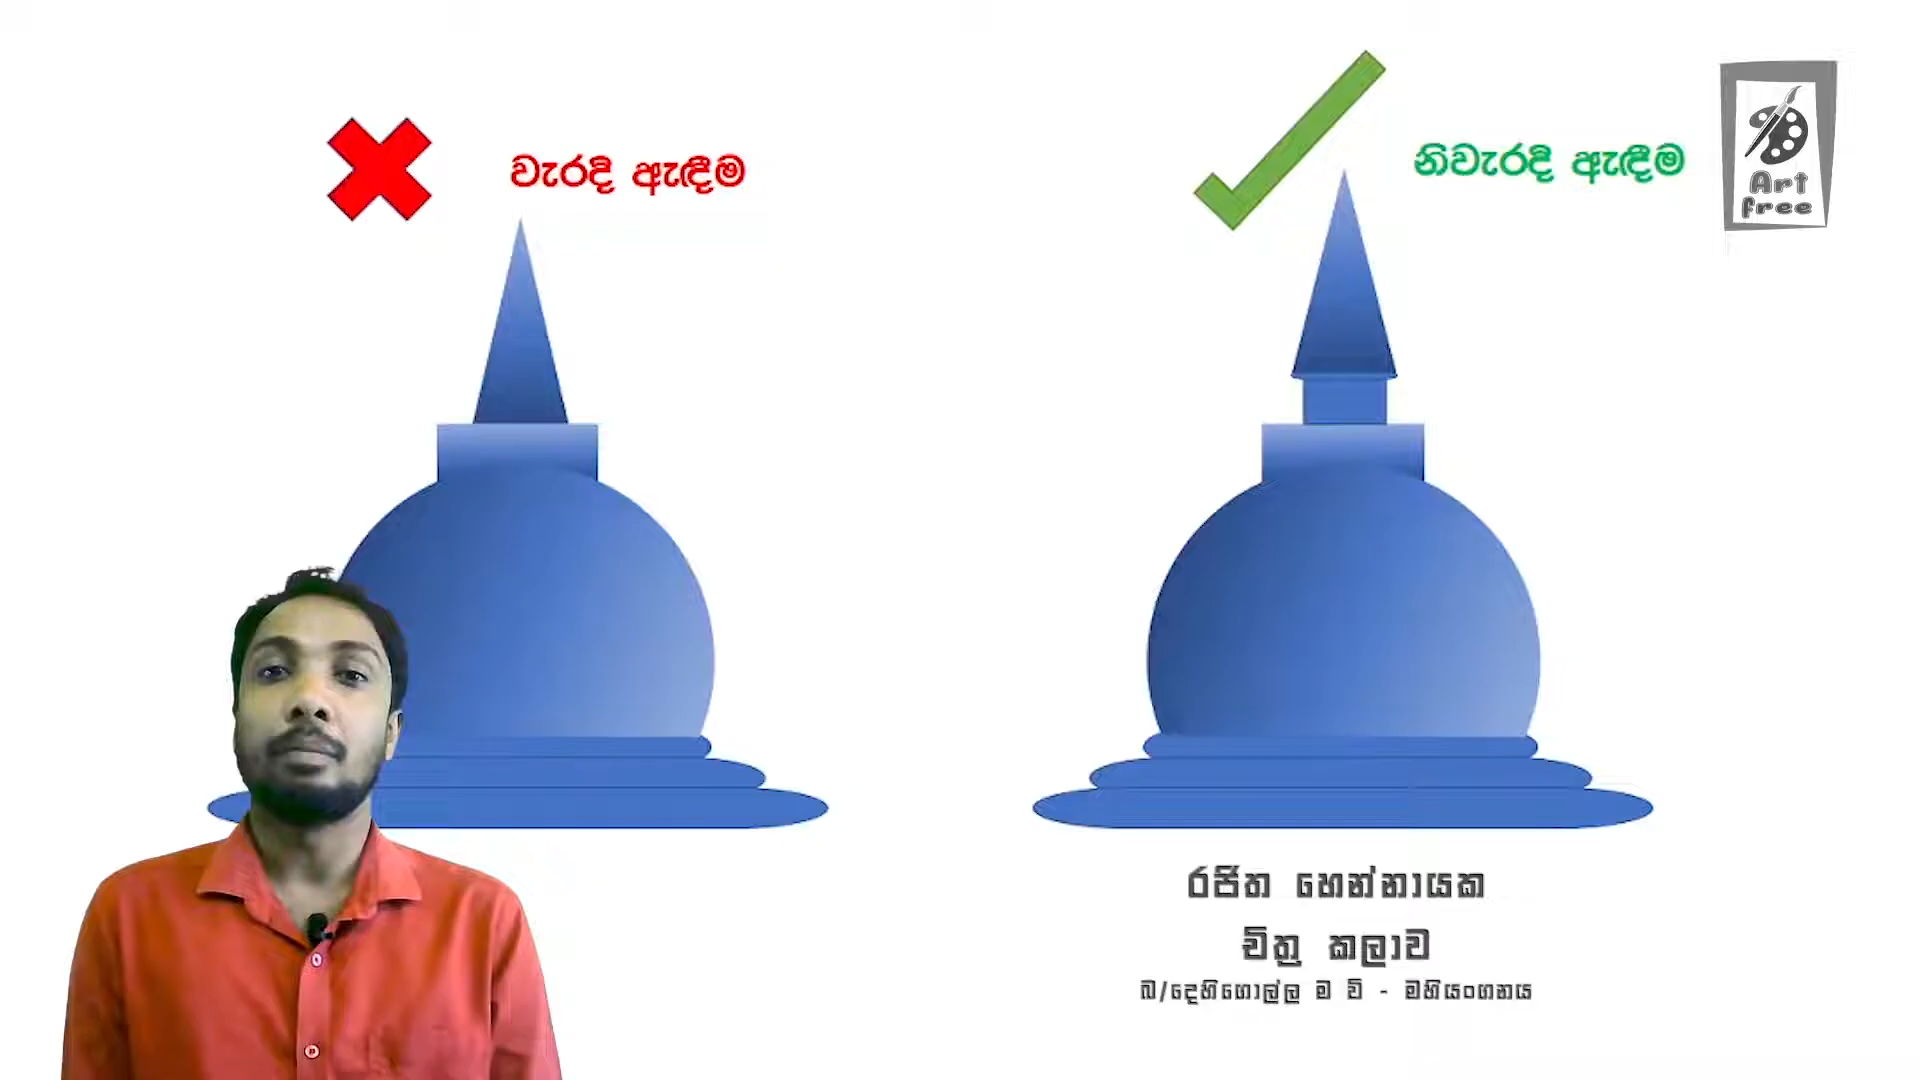 වැරදි ඇඳීම
නිවැරදි ඇඳීම
Art
free
රජිත හෙන්නායක
චිත්‍ර කලාව
බ/දෙහිගොල්ල ම වි - මහියංගනය